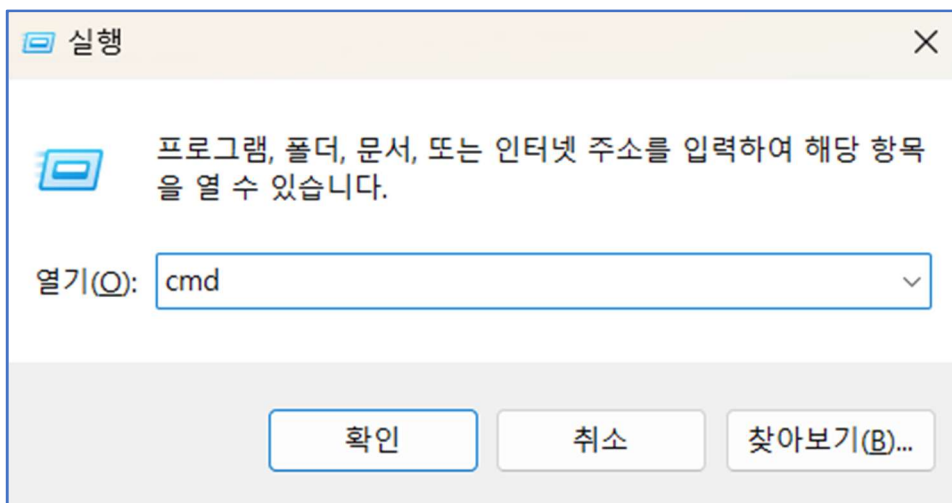 실행
프로그램, 폴더, 문서, 또는 인터넷 주소를 입력하여 해당 항목
을 열 수 있습니다.
열기(O): cmd
확인 취소 찾아보기(B)...